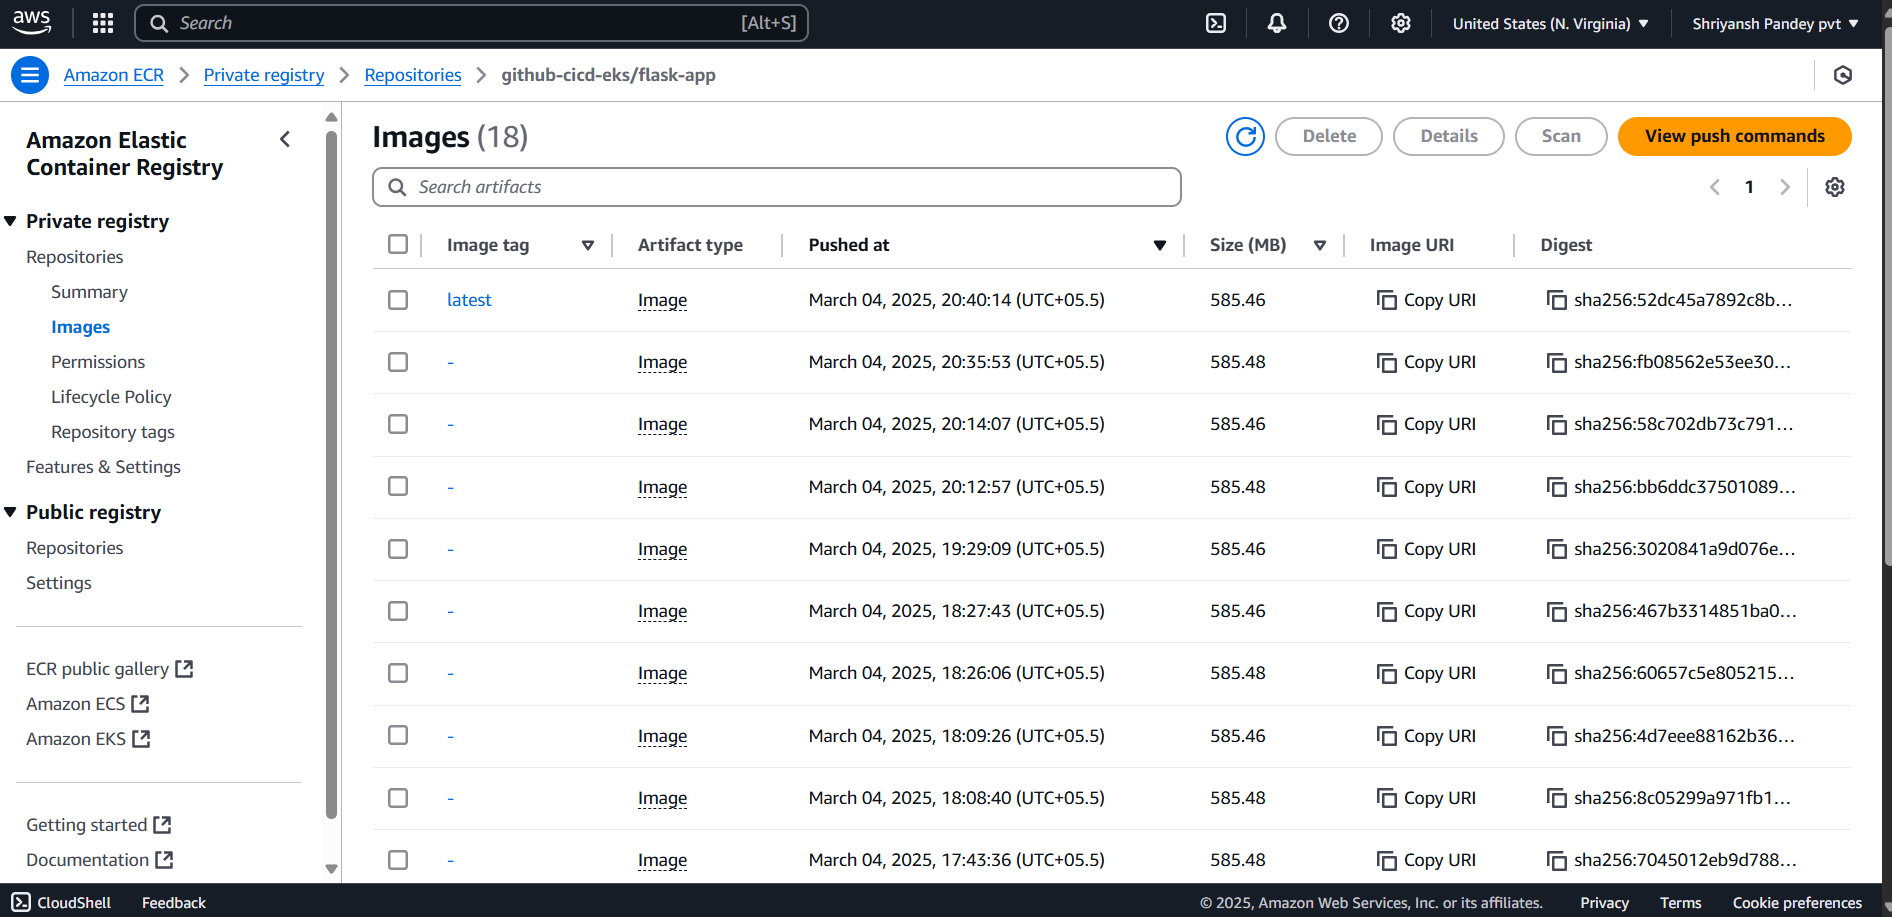 aws Search [Alt+S] United States (N. Virginia) Shriyansh Pandey pvt
Amazon ECR Private registry Repositories github-cicd-eks/flask-app
Amazon Elastic
Container Registry
Private registry
Repositories
Summary
Images
Permissions
Lifecycle Policy
Repository tags
Features & Settings
Public registry
Repositories
Settings
ECR public gallery
Amazon ECS
Amazon EKS
Getting started
Documentation
Images (18) Delete Details Scan View push commands
Search artifacts 1
Image tag Artifact type Pushed at Size (MB) Image URI Digest
latest Image March 04, 2025, 20:40:14 (UTC+05.5) 585.46 Copy URI sha256:52dc45a7892c8b...
- Image March 04, 2025, 20:35:53 (UTC+05.5) 585.48 Copy URI sha256:fb08562e53ee30...
- Image March 04, 2025, 20:14:07 (UTC+05.5) 585.46 Copy URI sha256:58c702db73c791...
- Image March 04, 2025, 20:12:57 (UTC+05.5) 585.48 Copy URI sha256:bb6ddc37501089...
- Image March 04, 2025, 19:29:09 (UTC+05.5) 585.46 Copy URI sha256:3020841a9d076e...
- Image March 04, 2025, 18:27:43 (UTC+05.5) 585.46 Copy URI sha256:467b3314851ba0...
- Image March 04, 2025, 18:26:06 (UTC+05.5) 585.48 Copy URI sha256:60657c5e805215...
- Image March 04, 2025, 18:09:26 (UTC+05.5) 585.46 Copy URI sha256:4d7eee88162b36...
- Image March 04, 2025, 18:08:40 (UTC+05.5) 585.48 Copy URI sha256:8c05299a971fb1...
- Image March 04, 2025, 17:43:36 (UTC+05.5) 585.48 Copy URI sha256:7045012eb9d788...
CloudShell Feedback © 2025, Amazon Web Services, Inc. or its affiliates. Privacy Terms Cookie preferences